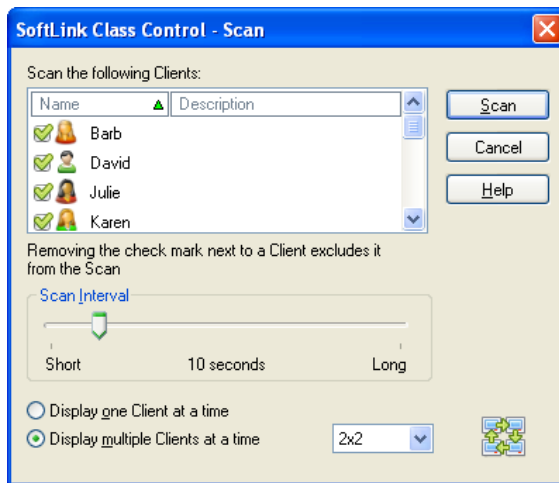 SoftLink Class Control - Scan
Scan the following Clients:
Name Description
Barb
David
Julie
Karen
Scan
Cancel
Help
Removing the check mark next to a Client excludes it
from the Scan
Scan Interval
Short 10 seconds Long
Display one Client at a time
Display multiple Clients at a time 2x2